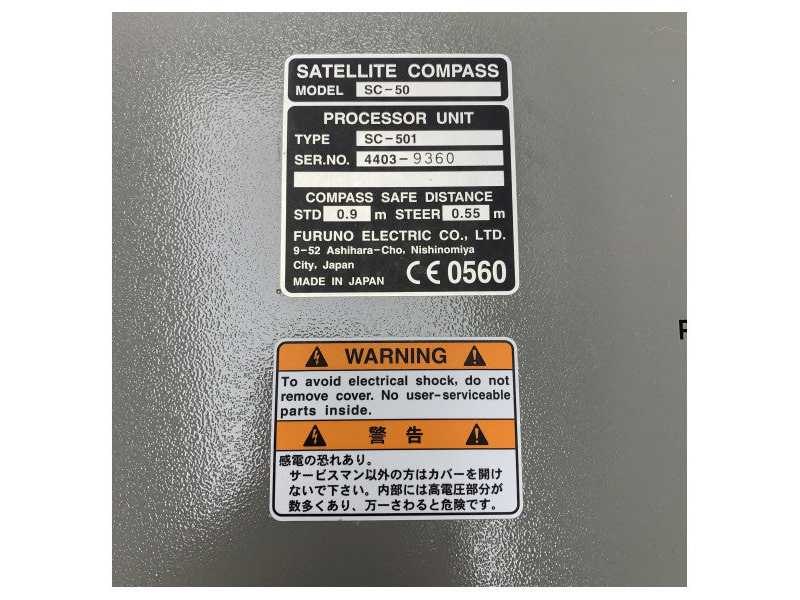 SATELLITE COMPASS
MODEL SC-50
PROCESSOR UNIT
TYPE SC-501
SER.NO. 4403-9360
COMPASS SAFE DISTANCE
STD 0.9 m STEER 0.55 m
FURUNO ELECTRIC CO., LTD.
9-52 Ashihara-Cho, Nishinomiya
City, Japan
MADE IN JAPAN CE 0560
WARNING
To avoid electrical shock, do not
remove cover. No user-serviceable
parts inside.
警告
感電の恐れあり。
サービスマン以外の方はカバーを開け
ないで下さい。内部には高電圧部分が
数多くあり、万一さわると危険です。